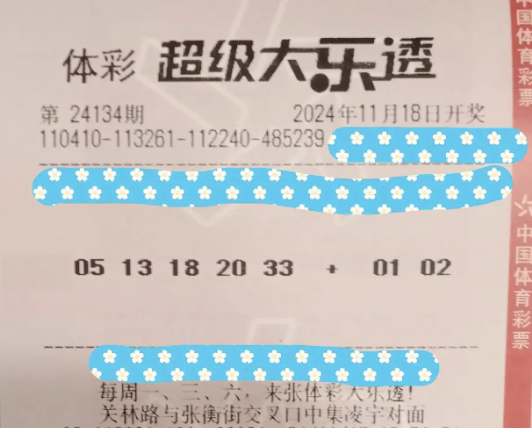 体彩 超级大乐透
第 24134期 2024年11月18日开奖
110410-113261-112240-485239
05 13 18 20 33 + 01 02
每周一、三、六，来张体彩大乐透！
关林路与张衡街交叉口中集凌宇对面
中国体育彩票
中国体育彩票